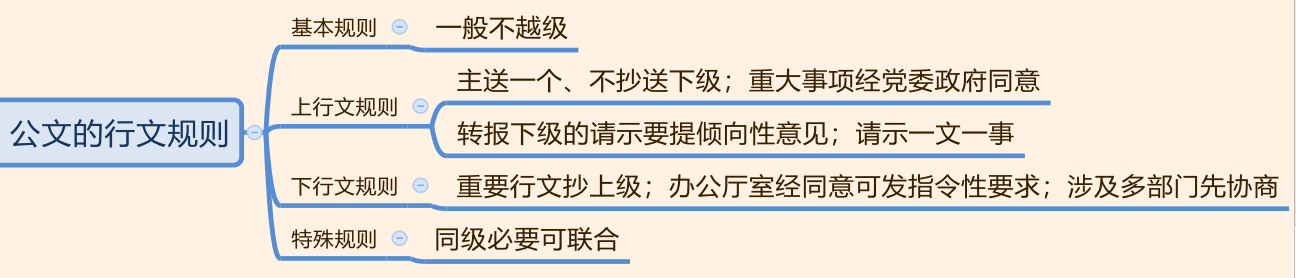 基本规则
一般不越级
主送一个、不抄送下级；重大事项经党委政府同意
上行文规则
转报下级的请示要提倾向性意见；请示一文一事
公文的行文规则
下行文规则
重要行文抄上级；办公厅室经同意可发指令性要求；涉及多部门先协商
特殊规则
同级必要可联合